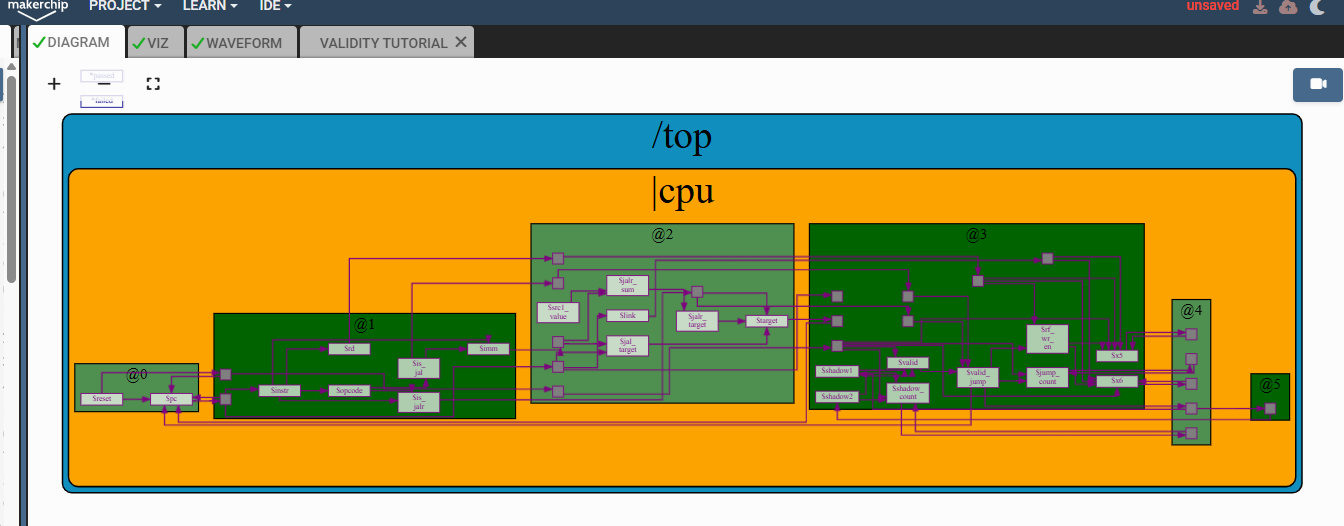 makerchip
PROJECT
LEARN
IDE
unsaved
DIAGRAM
VIZ
WAVEFORM
VALIDITY TUTORIAL
*passed
*failed
/top
|cpu
@0
$reset
$pc
@1
$instr
$rd
$opcode
$is_
jal
$is_
jalr
$imm
@2
$src1_
value
$jalr_
sum
$link
$jal_
target
$jalr_
target
$target
@3
$shadow1
$shadow2
$valid
$shadow_
count
$valid_
jump
$rf_
wr_
en
$jump_
count
$x5
$x6
@4
@5